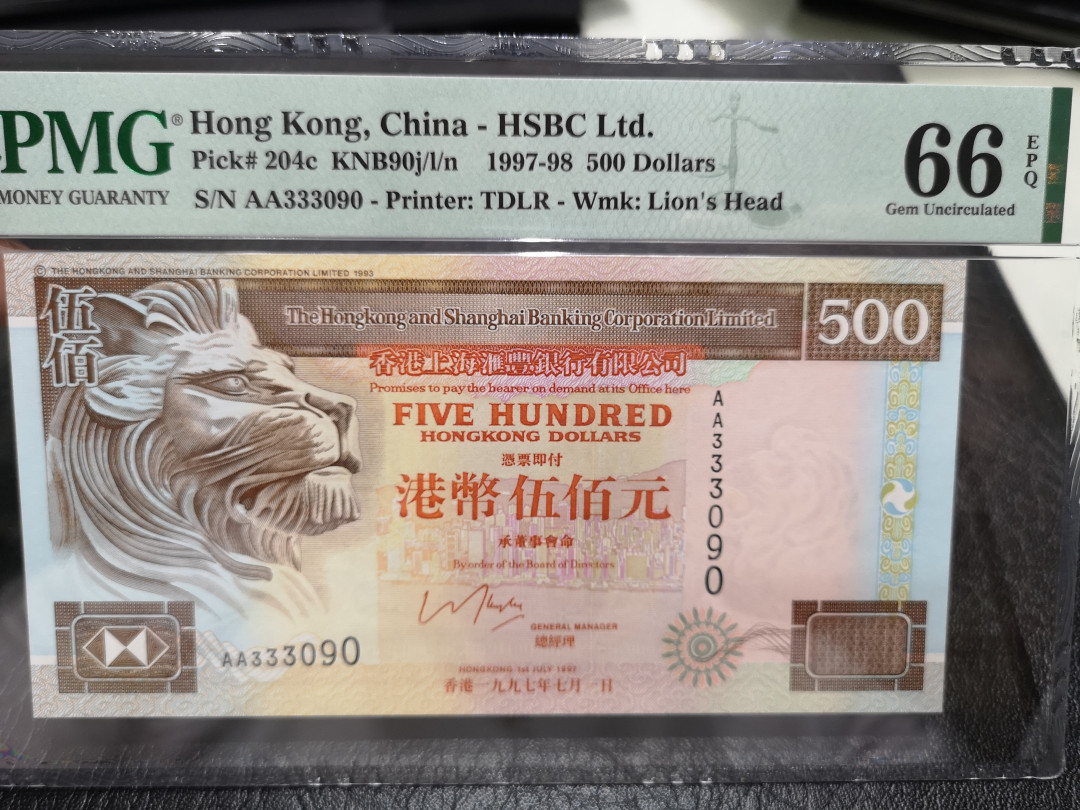 PMG® Hong Kong, China - HSBC Ltd.
Pick# 204c KNB90j/l/n 1997-98 500 Dollars
MONEY GUARANTY S/N AA333090 - Printer: TDLR - Wmk: Lion's Head
66 EPQ
Gem Uncirculated
© THE HONGKONG AND SHANGHAI BANKING CORPORATION LIMITED 1993
伍佰
The Hongkong and Shanghai Banking Corporation Limited
500
香港上海滙豐銀行有限公司
Promises to pay the bearer on demand at its Office here
FIVE HUNDRED
HONGKONG DOLLARS
憑票即付
港幣伍佰元
承董事會命
By order of the Board of Directors
AA333090
GENERAL MANAGER
總經理
AA333090
HONGKONG 1st JULY 1997
香港一九九七年七月一日